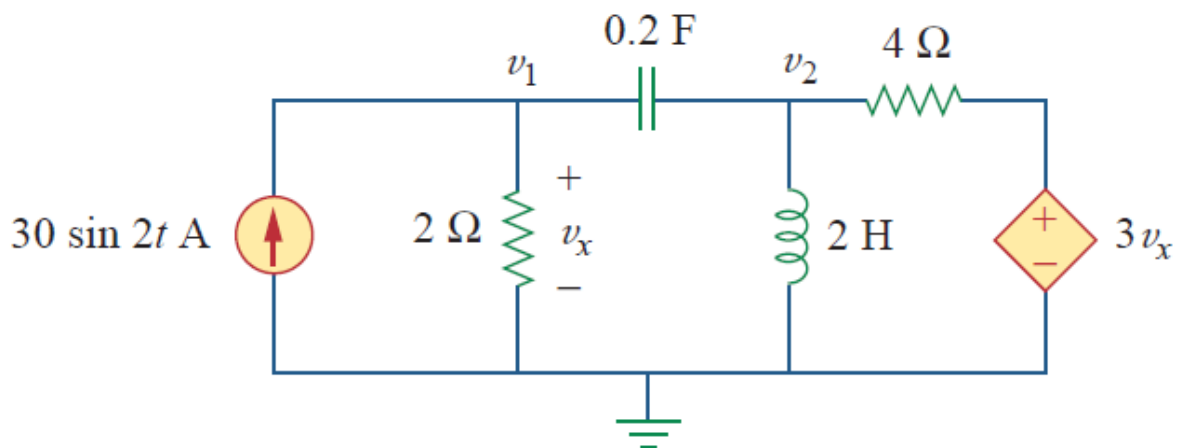 0.2 F
4 Ω
v1
v2
30 sin 2t A
2 Ω
+
vx
−
2 H
+
−
3vx